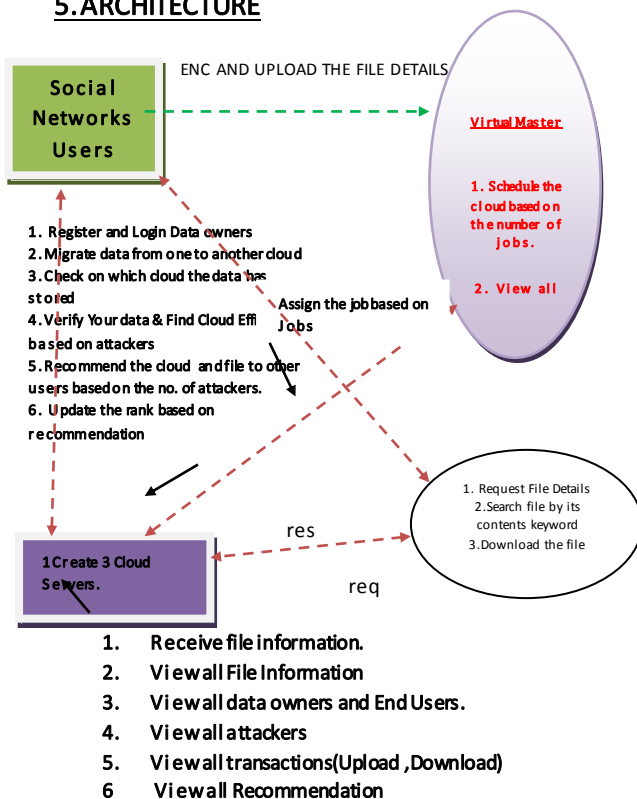 5.ARCHITECTURE
ENC AND UPLOAD THE FILE DETAILS
Social
Networks
Users
Virtual Master
1. Schedule the
cloud based on
the number of
jobs.
2. View all
1. Register and Login Data owners
2.Migrate data from one to another cloud
3.Check on which cloud the data has
stored
4.Verify Your data & Find Cloud Effi
based on attackers
5.Recommend the cloud and file to other
users based on the no. of attackers.
6. Update the rank based on
recommendation
Assign the job based on
Jobs
1. Request File Details
2.Search file by its
contents keyword
3.Download the file
res
req
1Create 3 Cloud
Servers.
1. Receive file information.
2. View all File Information
3. View all data owners and End Users.
4. View all attackers
5. View all transactions(Upload ,Download)
6 View all Recommendation